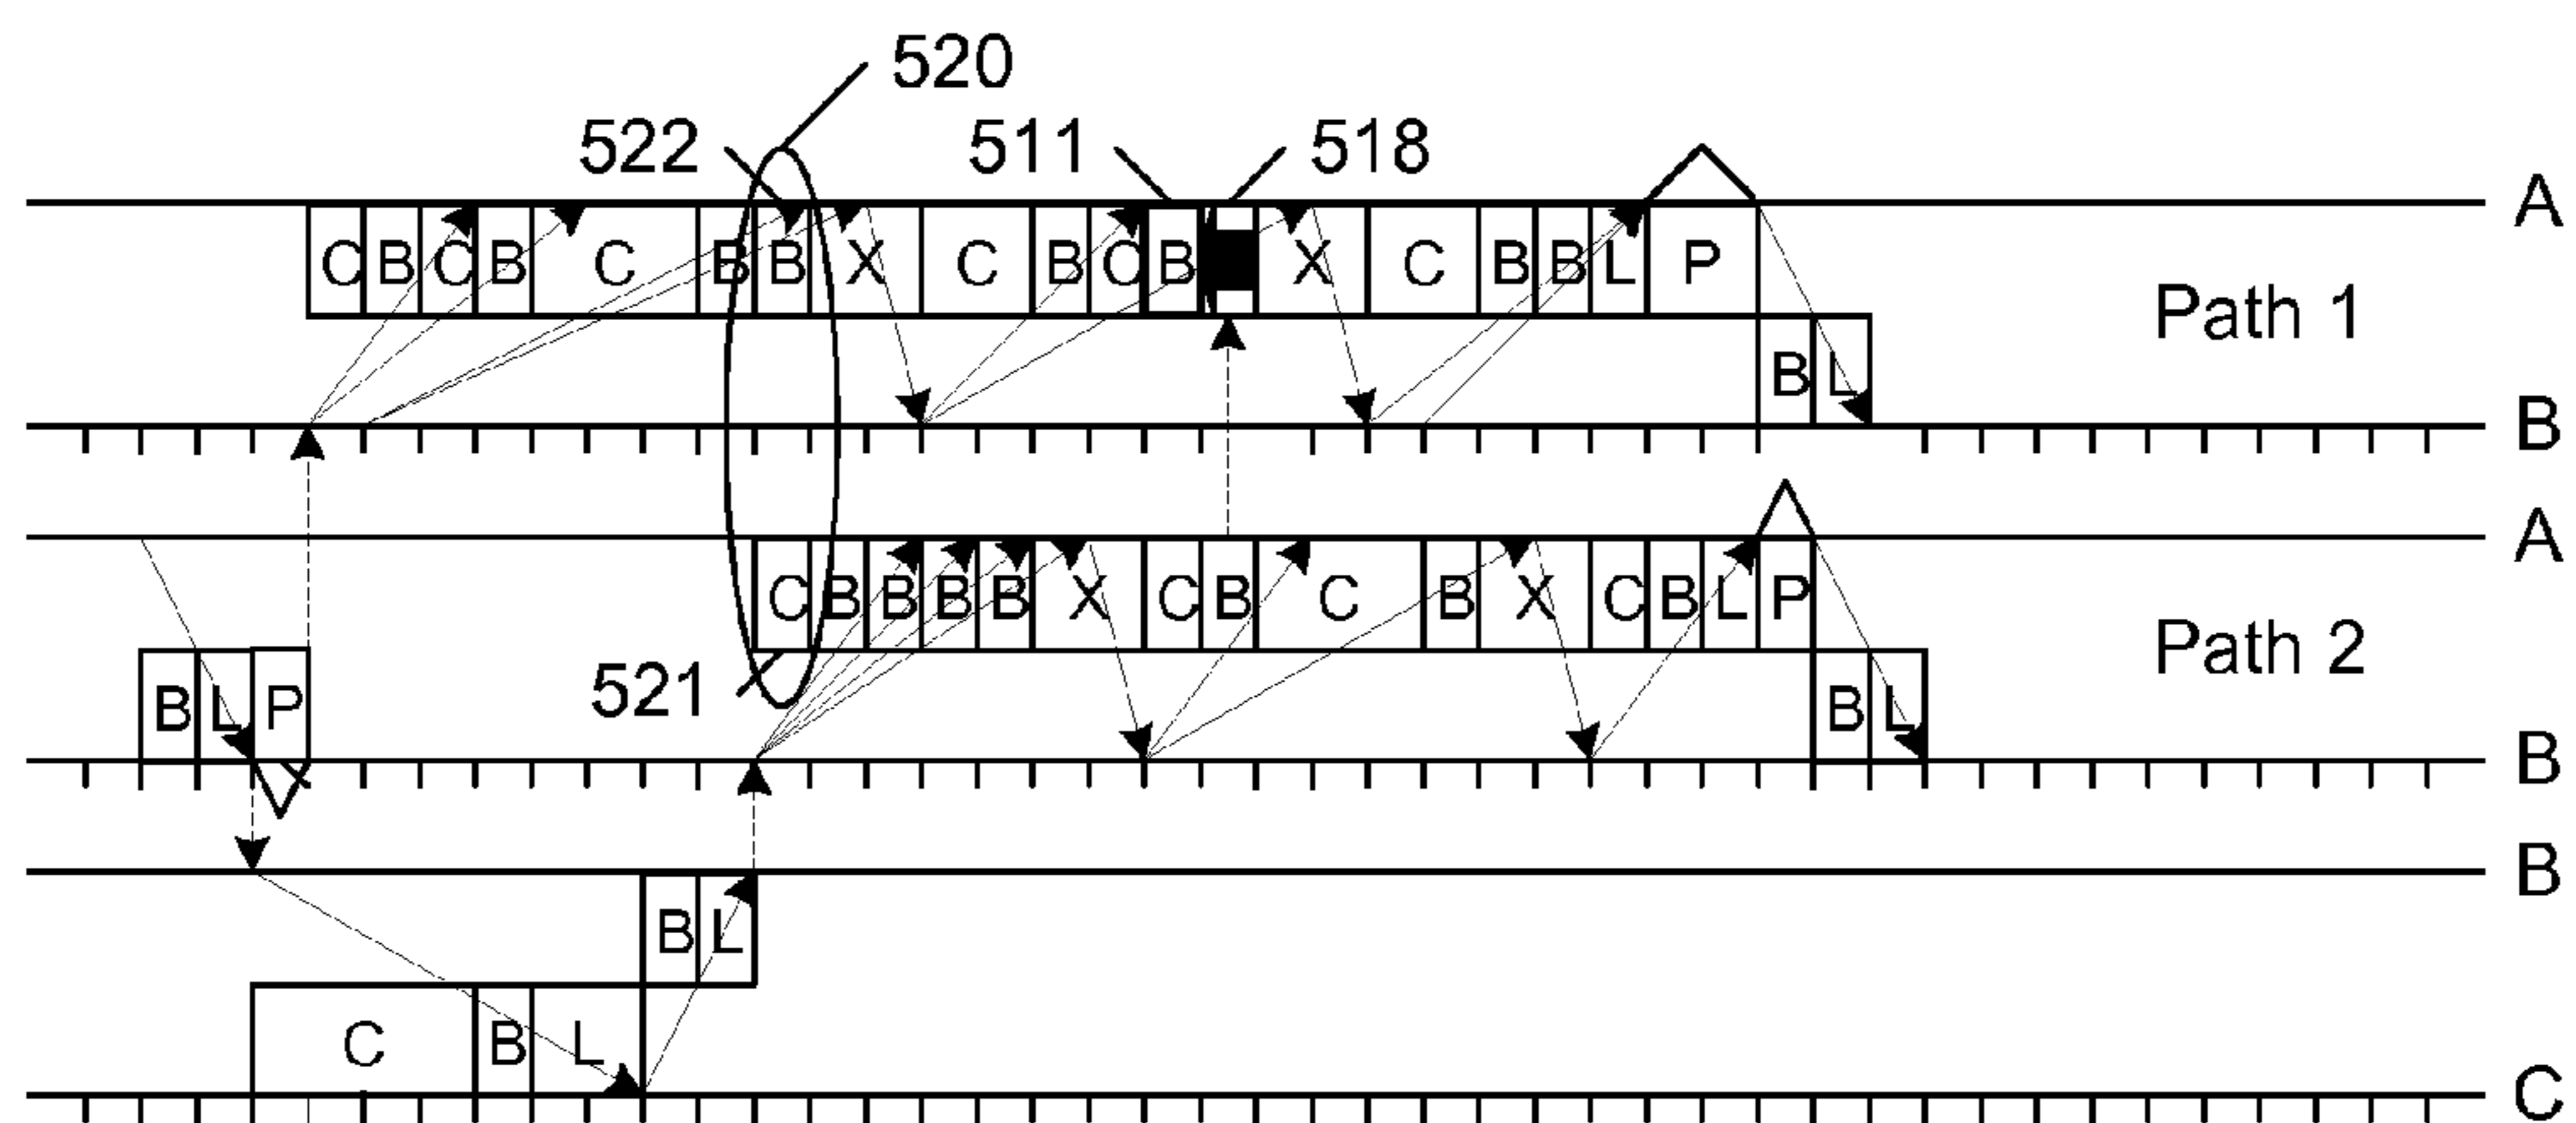 520
522 511 518
A
C B C B C B B X C B C B X C B B L P
Path 1
B L
B
A
C B B B B X C B C B X C B L P
Path 2
521
B L P B L
B
B
B L
C B L
C